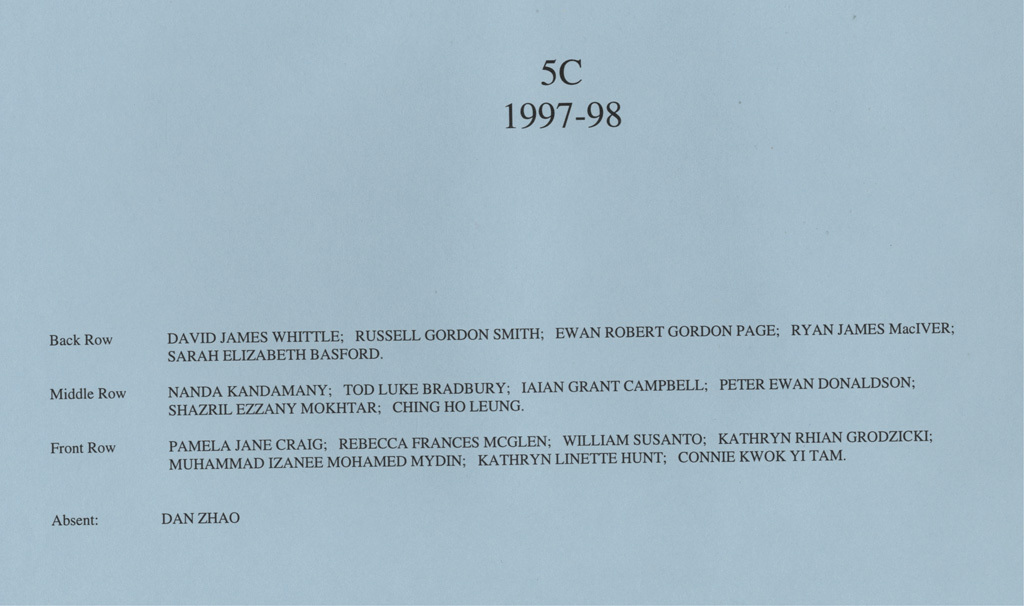 5C
1997-98
Back Row DAVID JAMES WHITTLE; RUSSELL GORDON SMITH; EWAN ROBERT GORDON PAGE; RYAN JAMES MacIVER;
SARAH ELIZABETH BASFORD.
Middle Row NANDA KANDAMANY; TOD LUKE BRADBURY; IAIAN GRANT CAMPBELL; PETER EWAN DONALDSON;
SHAZRIL EZZANY MOKHTAR; CHING HO LEUNG.
Front Row PAMELA JANE CRAIG; REBECCA FRANCES MCGLEN; WILLIAM SUSANTO; KATHRYN RHIAN GRODZICKI;
MUHAMMAD IZANEE MOHAMED MYDIN; KATHRYN LINETTE HUNT; CONNIE KWOK YI TAM.
Absent: DAN ZHAO